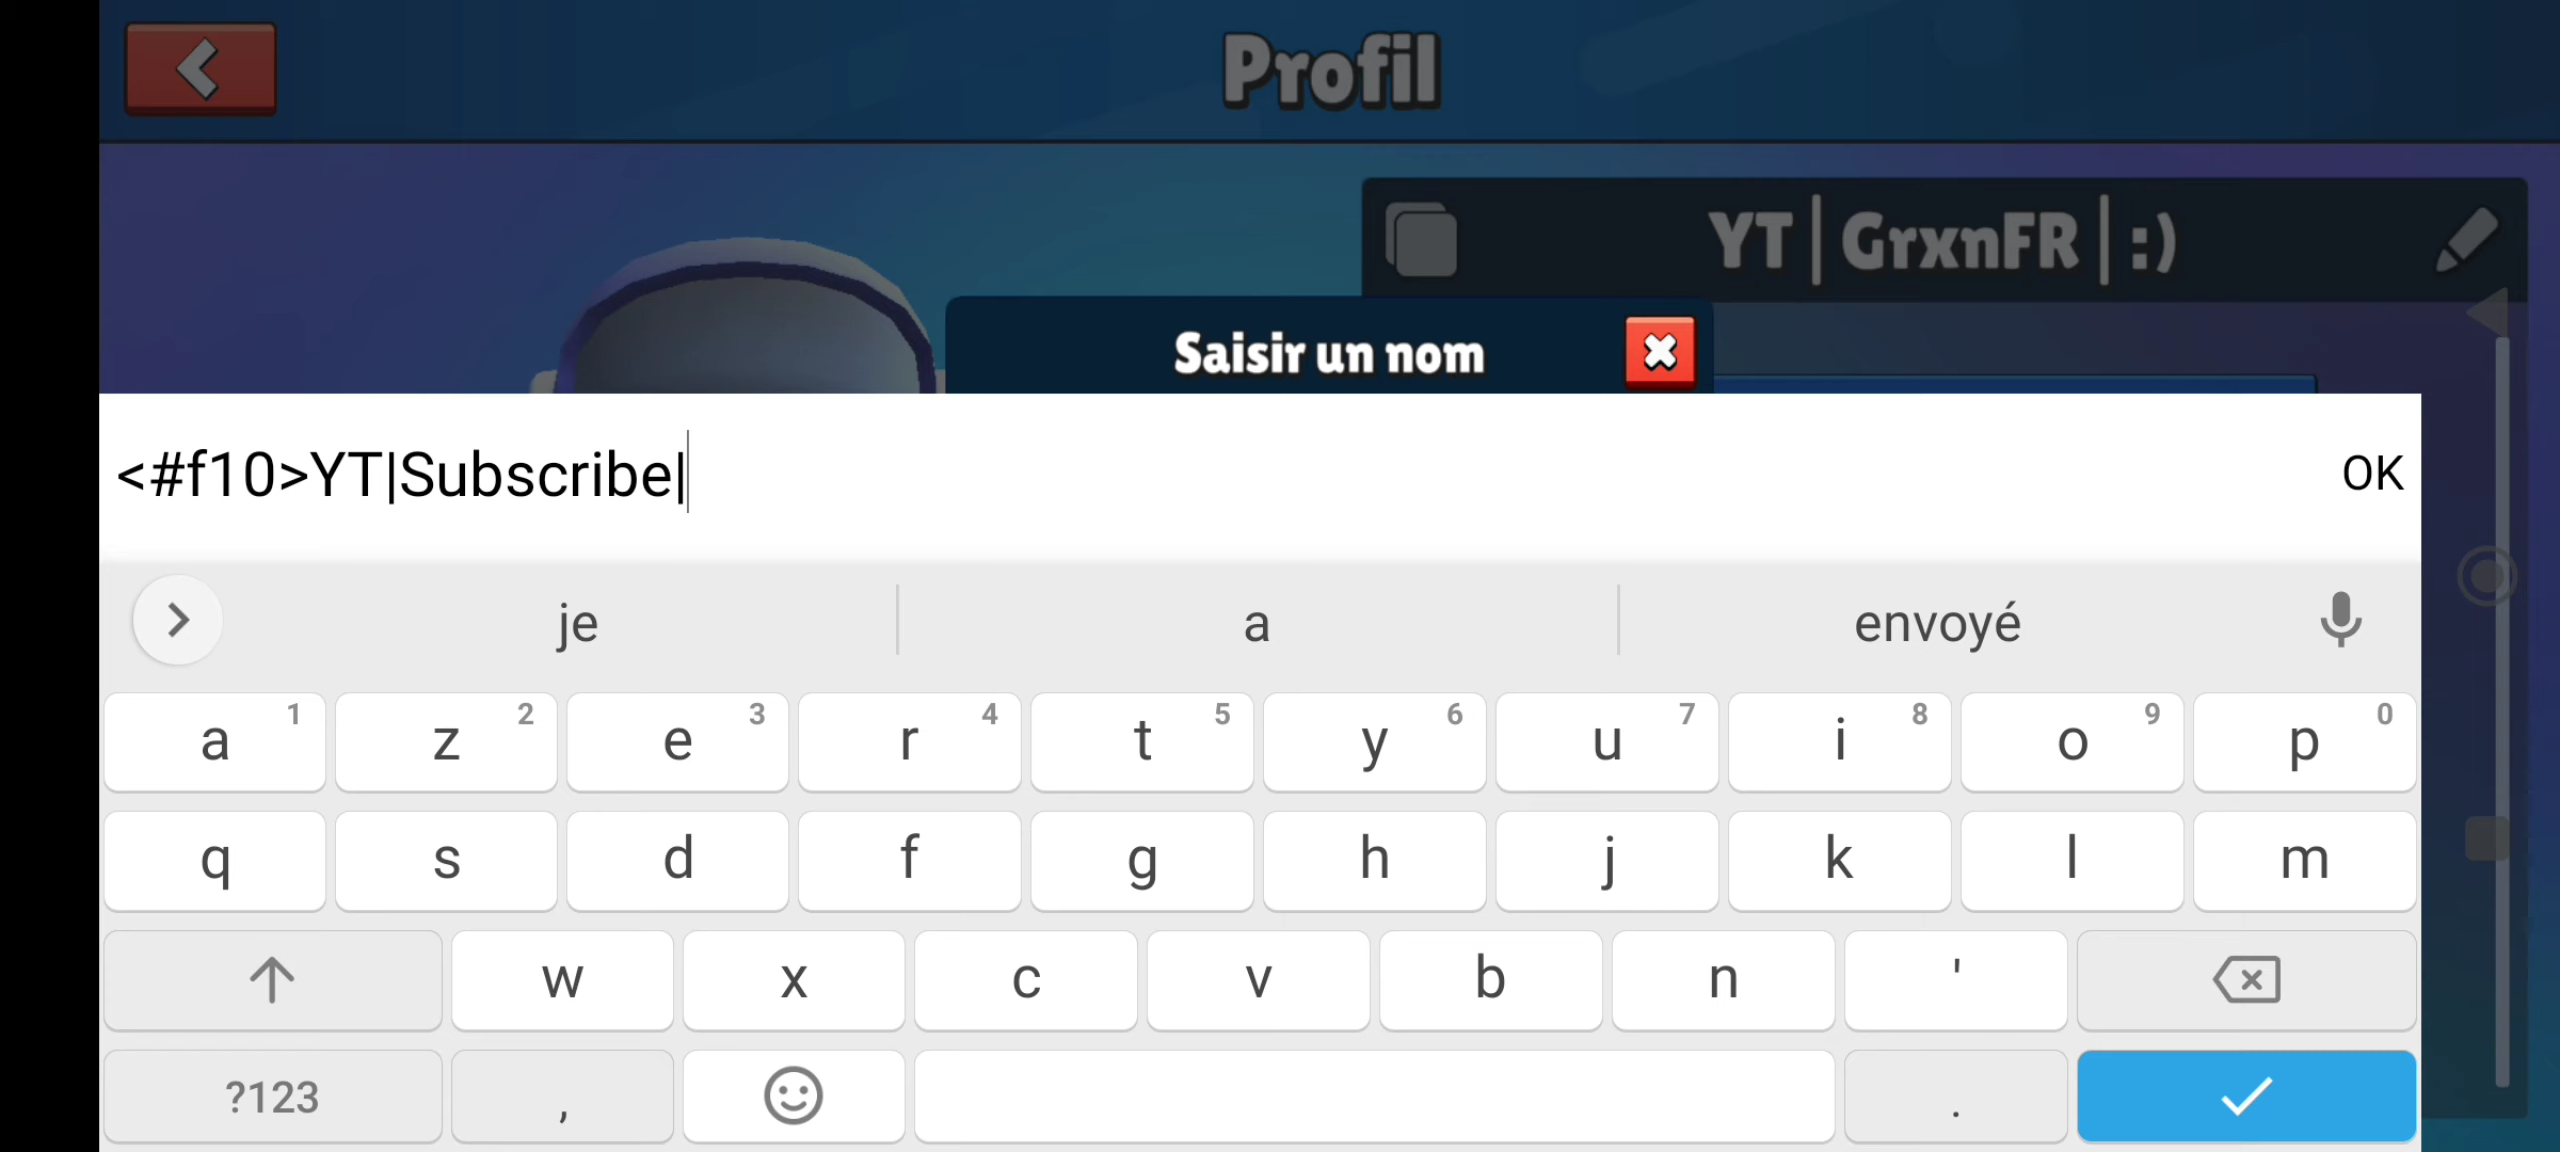 Profil
YT|GrxnFR|:)
Saisir un nom
<#f10>YT|Subscribe|
OK
je a envoyé
a 1 z 2 e 3 r 4 t 5 y 6 u 7 i 8 o 9 p 0
q s d f g h j k l m
w x c v b n '
?123 , .